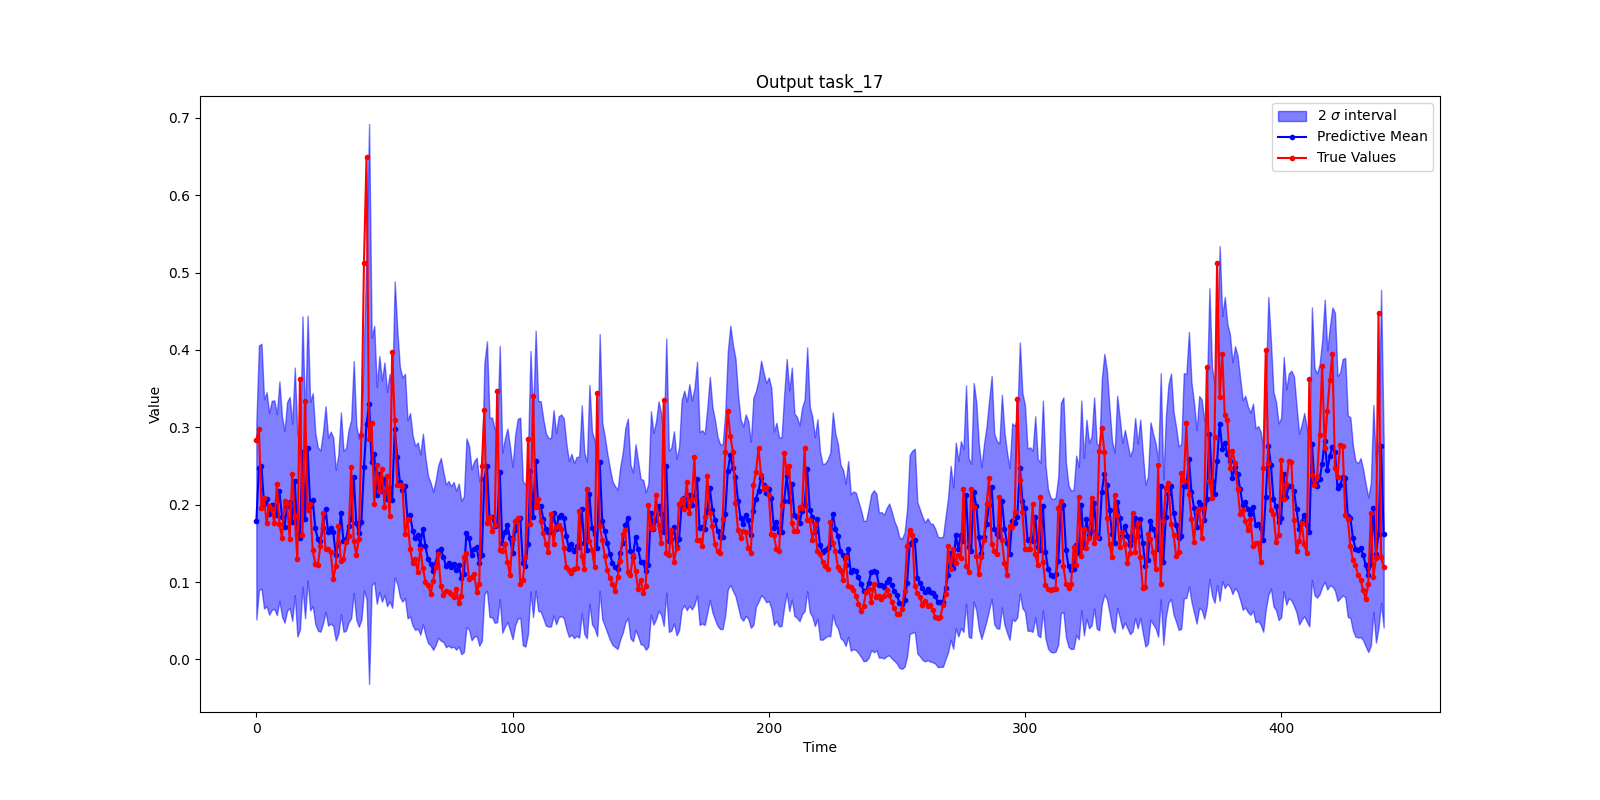 Output task_17
2 σ interval
Predictive Mean
True Values
0.7
0.6
0.5
0.4
0.3
0.2
0.1
0.0
Value
0 100 200 300 400
Time